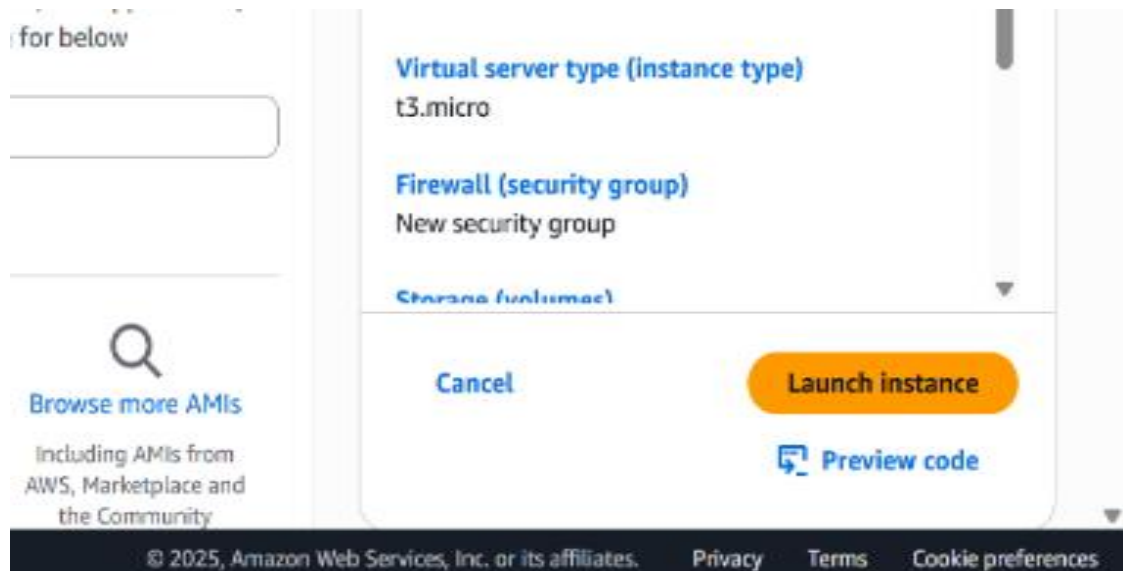 for below
Virtual server type (instance type)
t3.micro
Firewall (security group)
New security group
Storage (volumes)
Browse more AMIs
Including AMIs from
AWS, Marketplace and
the Community
Cancel
Launch instance
Preview code
© 2025, Amazon Web Services, Inc. or its affiliates. Privacy Terms Cookie preferences